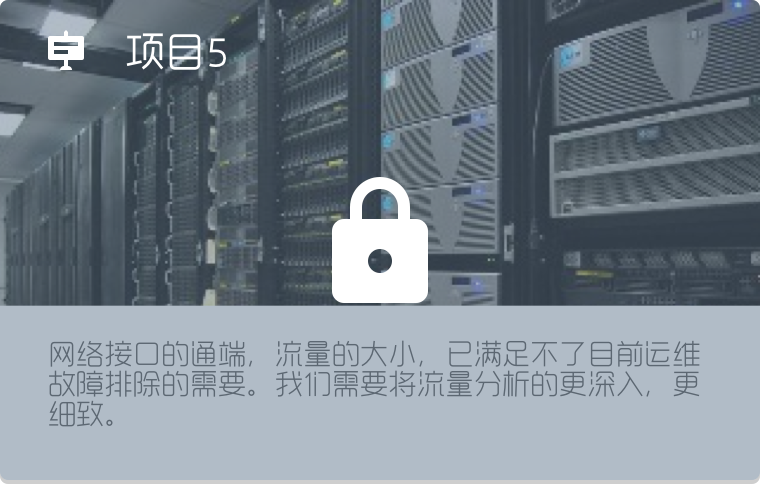 项目5
网络接口的通端，流量的大小，已满足不了目前运维
故障排除的需要。我们需要将流量分析的更深入，更
细致。